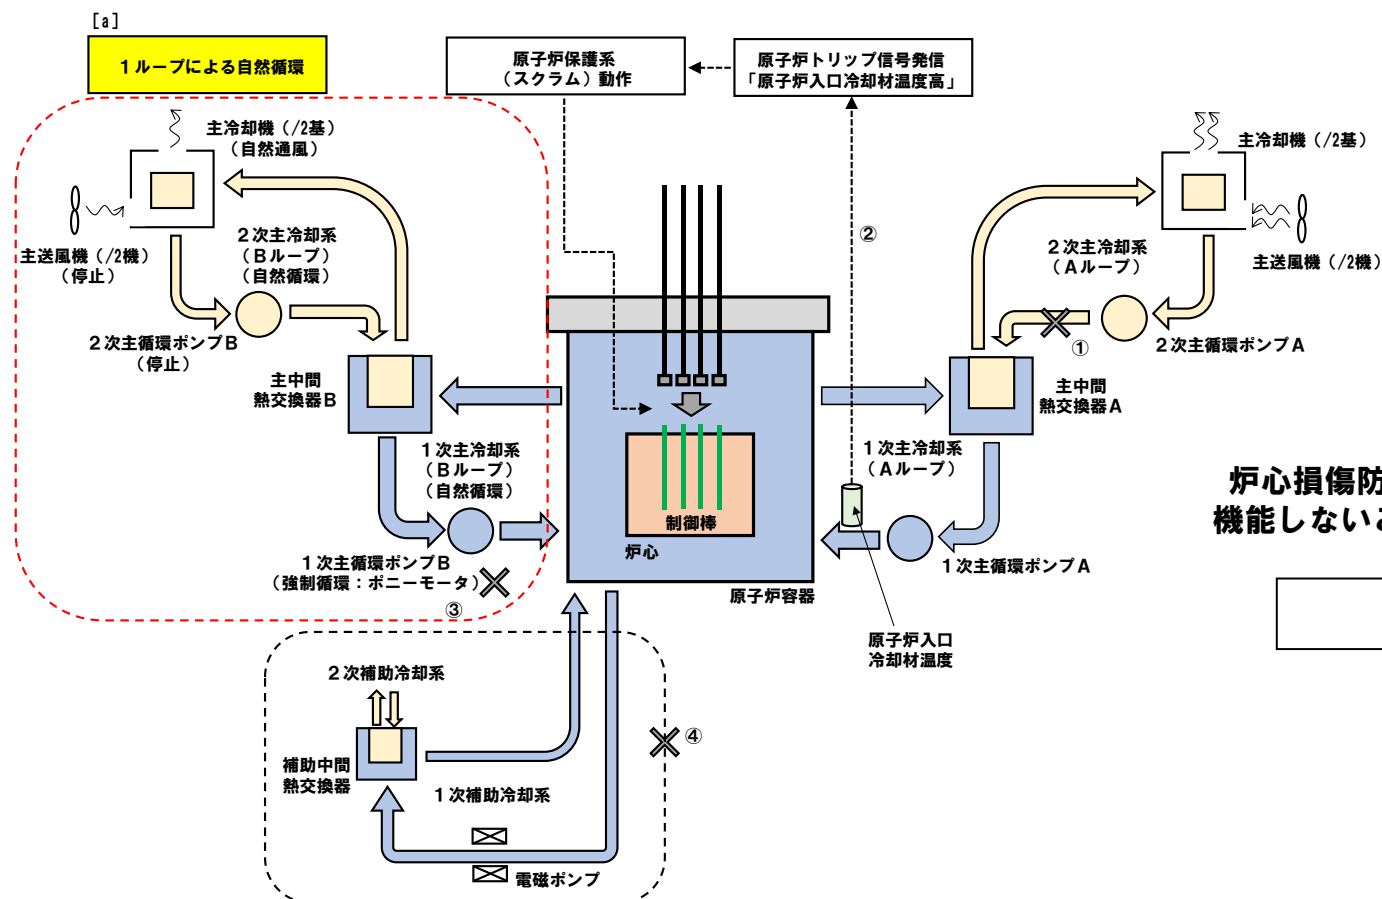 [a]
1ループによる自然循環
原子炉保護系
(スクラム)動作
原子炉トリップ信号発信
「原子炉入口冷却材温度高」
主冷却機(/2基)
(自然通風)
主送風機(/2機)
(停止)
2次主冷却系
(Bループ)
(自然循環)
2次主循環ポンプB
(停止)
主中間
熱交換器B
1次主冷却系
(Bループ)
(自然循環)
1次主循環ポンプB
(強制循環:ポニーモータ)
③
制御棒
炉心
原子炉容器
②
主冷却機(/2基)
主送風機(/2機)
2次主冷却系
(Aループ)
①
2次主循環ポンプA
主中間
熱交換器A
1次主冷却系
(Aループ)
1次主循環ポンプA
原子炉入口
冷却材温度
炉心損傷防
機能しない
2次補助冷却系
④
補助中間
熱交換器
1次補助冷却系
電磁ポンプ